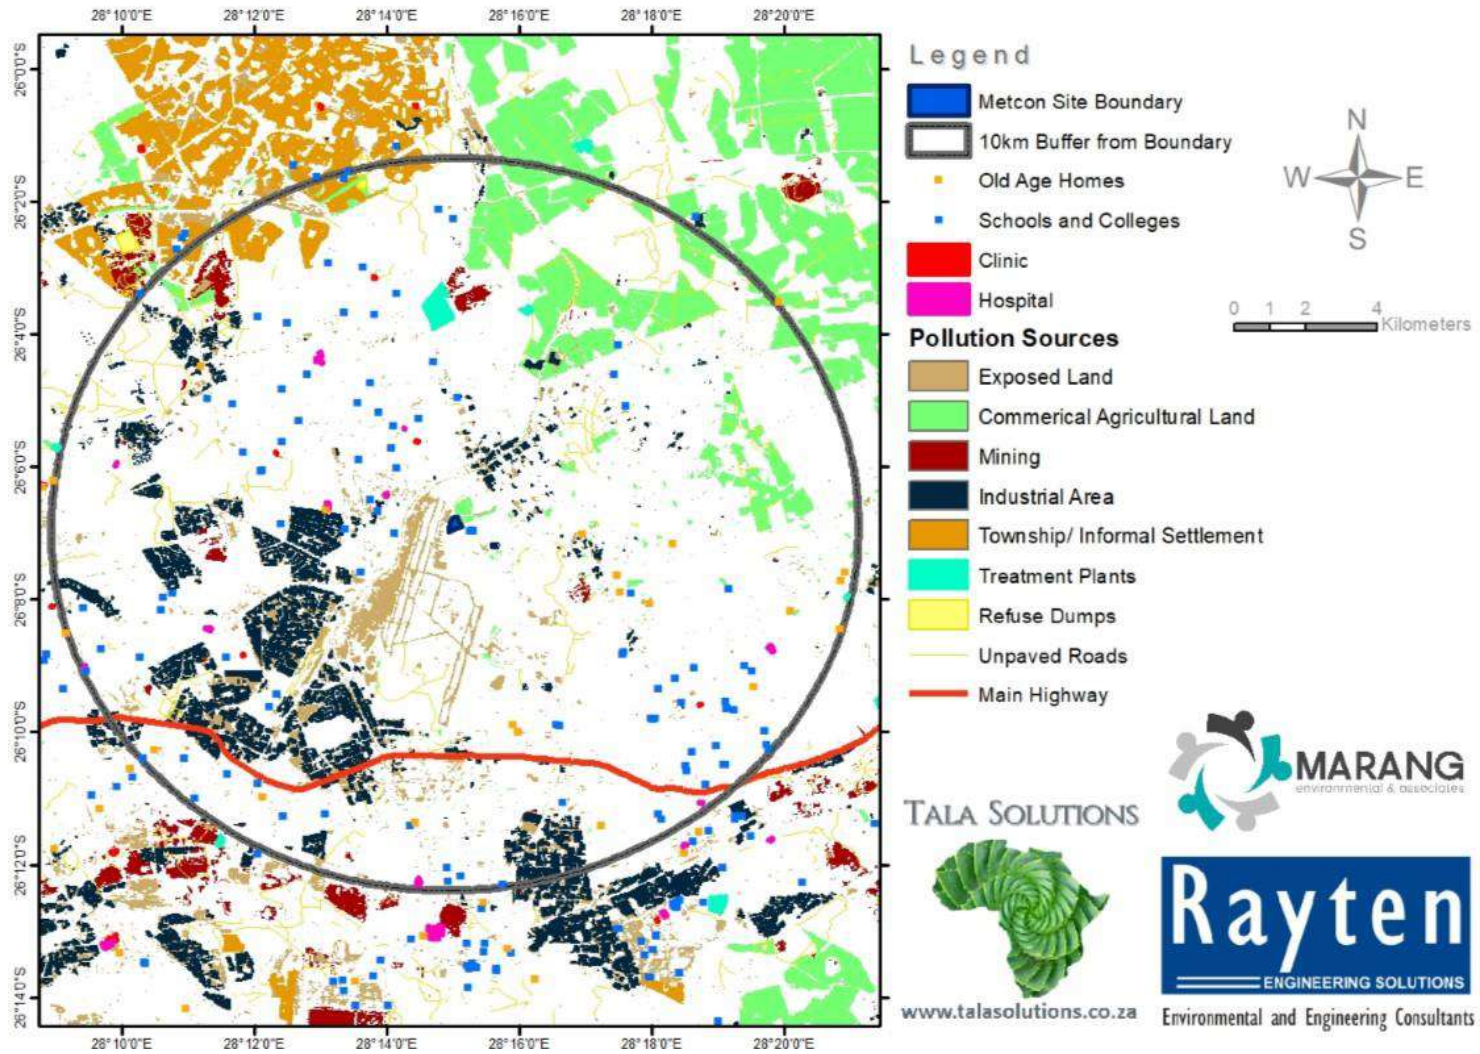 28°10'0"E 28°12'0"E 28°14'0"E 28°16'0"E 28°18'0"E 28°20'0"E
26°0'0"S
26°2'0"S
26°4'0"S
26°6'0"S
26°8'0"S
26°10'0"S
26°12'0"S
26°14'0"S
28°10'0"E 28°12'0"E 28°14'0"E 28°16'0"E 28°18'0"E 28°20'0"E
Legend
Metcon Site Boundary
10km Buffer from Boundary
Old Age Homes
Schools and Colleges
Clinic
Hospital
Pollution Sources
Exposed Land
Commerical Agricultural Land
Mining
Industrial Area
Township/ Informal Settlement
Treatment Plants
Refuse Dumps
Unpaved Roads
Main Highway
N
W E
S
0 1 2 4
Kilometers
MARANG
environmental & associates
TALA SOLUTIONS
www.talasolutions.co.za
Rayten
ENGINEERING SOLUTIONS
Environmental and Engineering Consultants